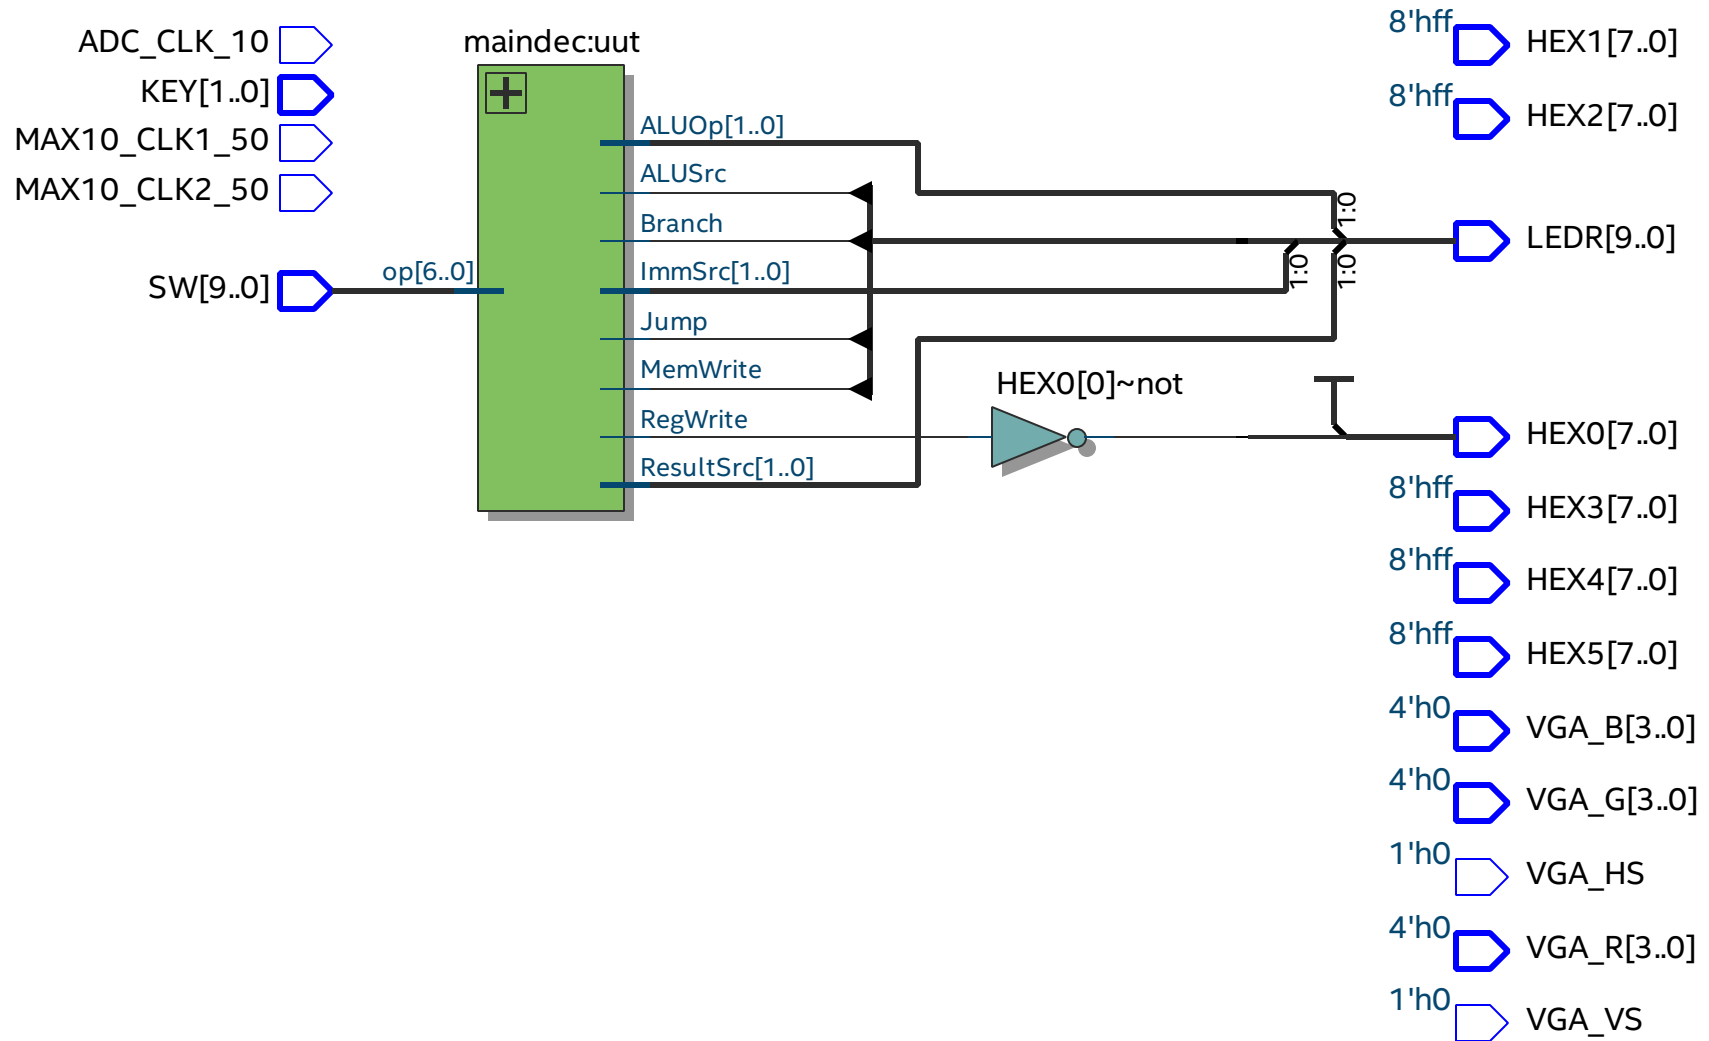 ADC_CLK_10
KEY[1..0]
MAX10_CLK1_50
MAX10_CLK2_50
SW[9..0]
op[6..0]
maindec:uut
ALUOp[1..0]
ALUSrc
Branch
ImmSrc[1..0]
Jump
MemWrite
RegWrite
ResultSrc[1..0]
HEX0[0]~not
1:0
1:0
1:0
8'hff HEX1[7..0]
8'hff HEX2[7..0]
LEDR[9..0]
HEX0[7..0]
8'hff HEX3[7..0]
8'hff HEX4[7..0]
8'hff HEX5[7..0]
4'h0 VGA_B[3..0]
4'h0 VGA_G[3..0]
1'h0 VGA_HS
4'h0 VGA_R[3..0]
1'h0 VGA_VS